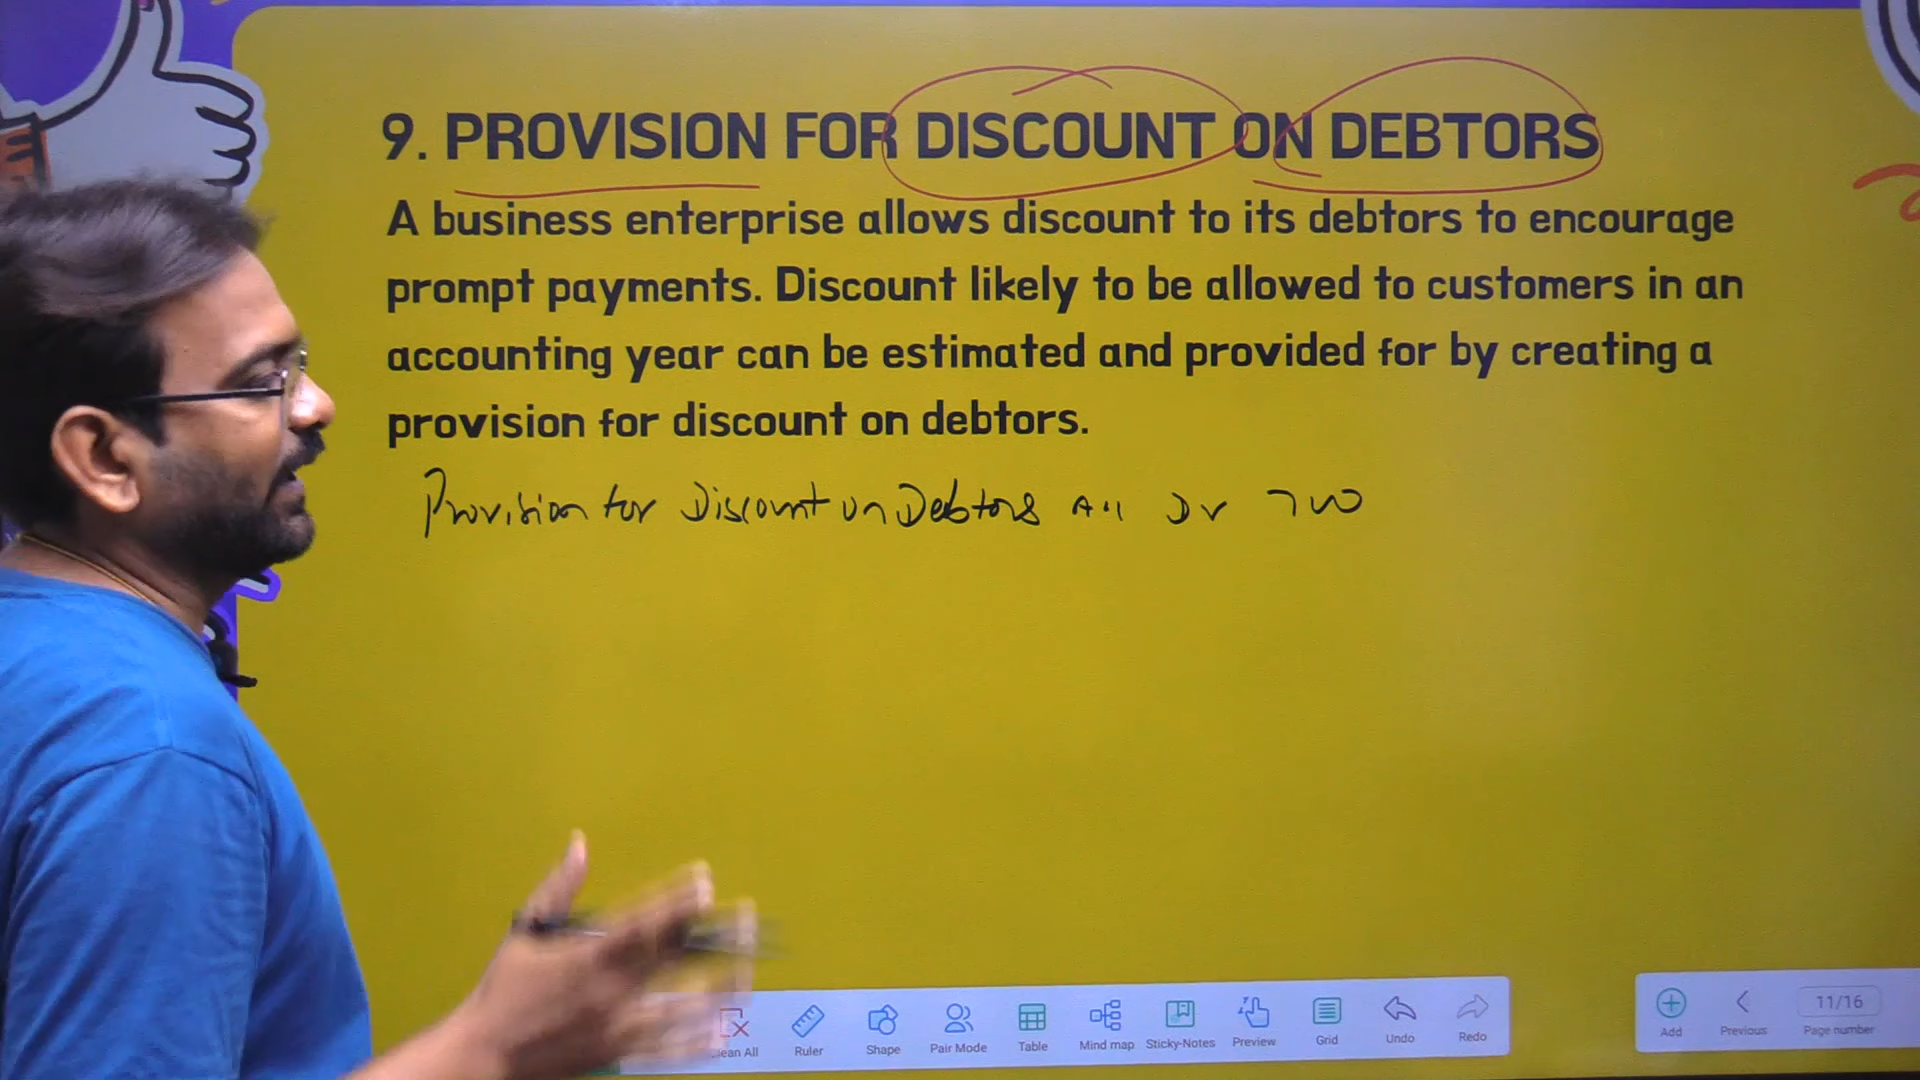 9. PROVISION FOR DISCOUNT ON DEBTORS
A business enterprise allows discount to its debtors to encourage
prompt payments. Discount likely to be allowed to customers in an
accounting year can be estimated and provided for by creating a
provision for discount on debtors.
Provision for Discount on Debtors Dr
Clean All
Ruler
Shape
Pair Mode
Table
Mind map
Sticky-Notes
Preview
Grid
Undo
Redo
Add
Previous
11/16
Page number